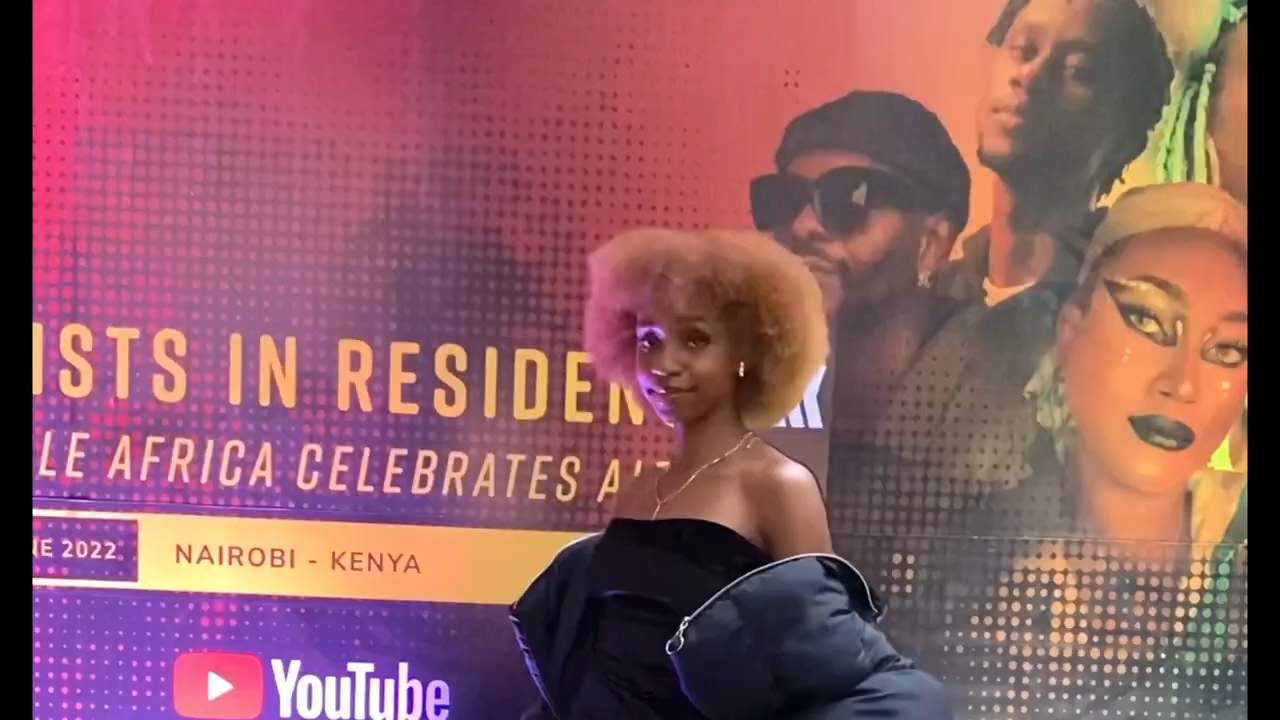 ISTS IN RESIDEN
LE AFRICA CELEBRATES
NE 2022
NAIROBI - KENYA
YouTube